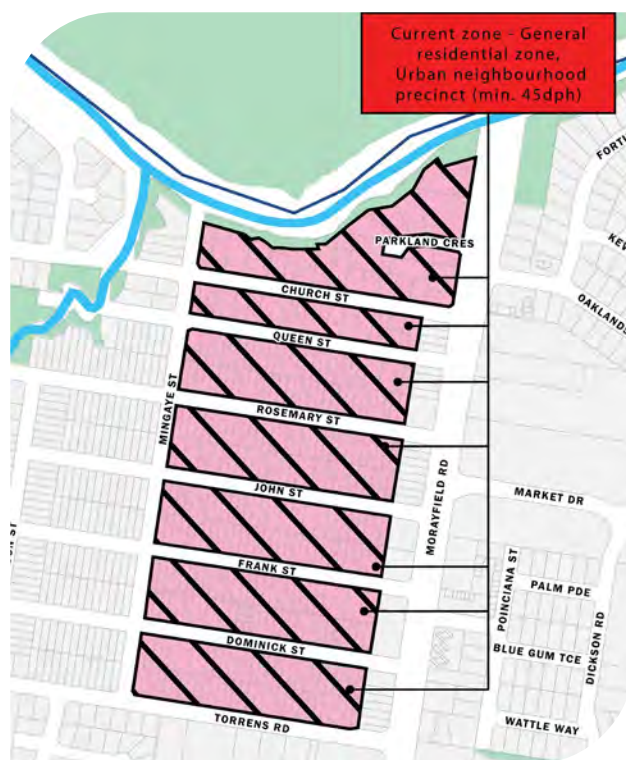 Current zone - General
residential zone,
Urban neighbourhood
precinct (min. 45dph)
PARKLAND CRES
CHURCH ST
QUEEN ST
ROSEMARY ST
JOHN ST
FRANK ST
DOMINICK ST
TORRENS RD
MINGAYE ST
MORAYFIELD RD
OAKLANDS
MARKET DR
POINCIANA ST
PALM PDE
BLUE GUM TCE
DICKSON RD
WATTLE WAY